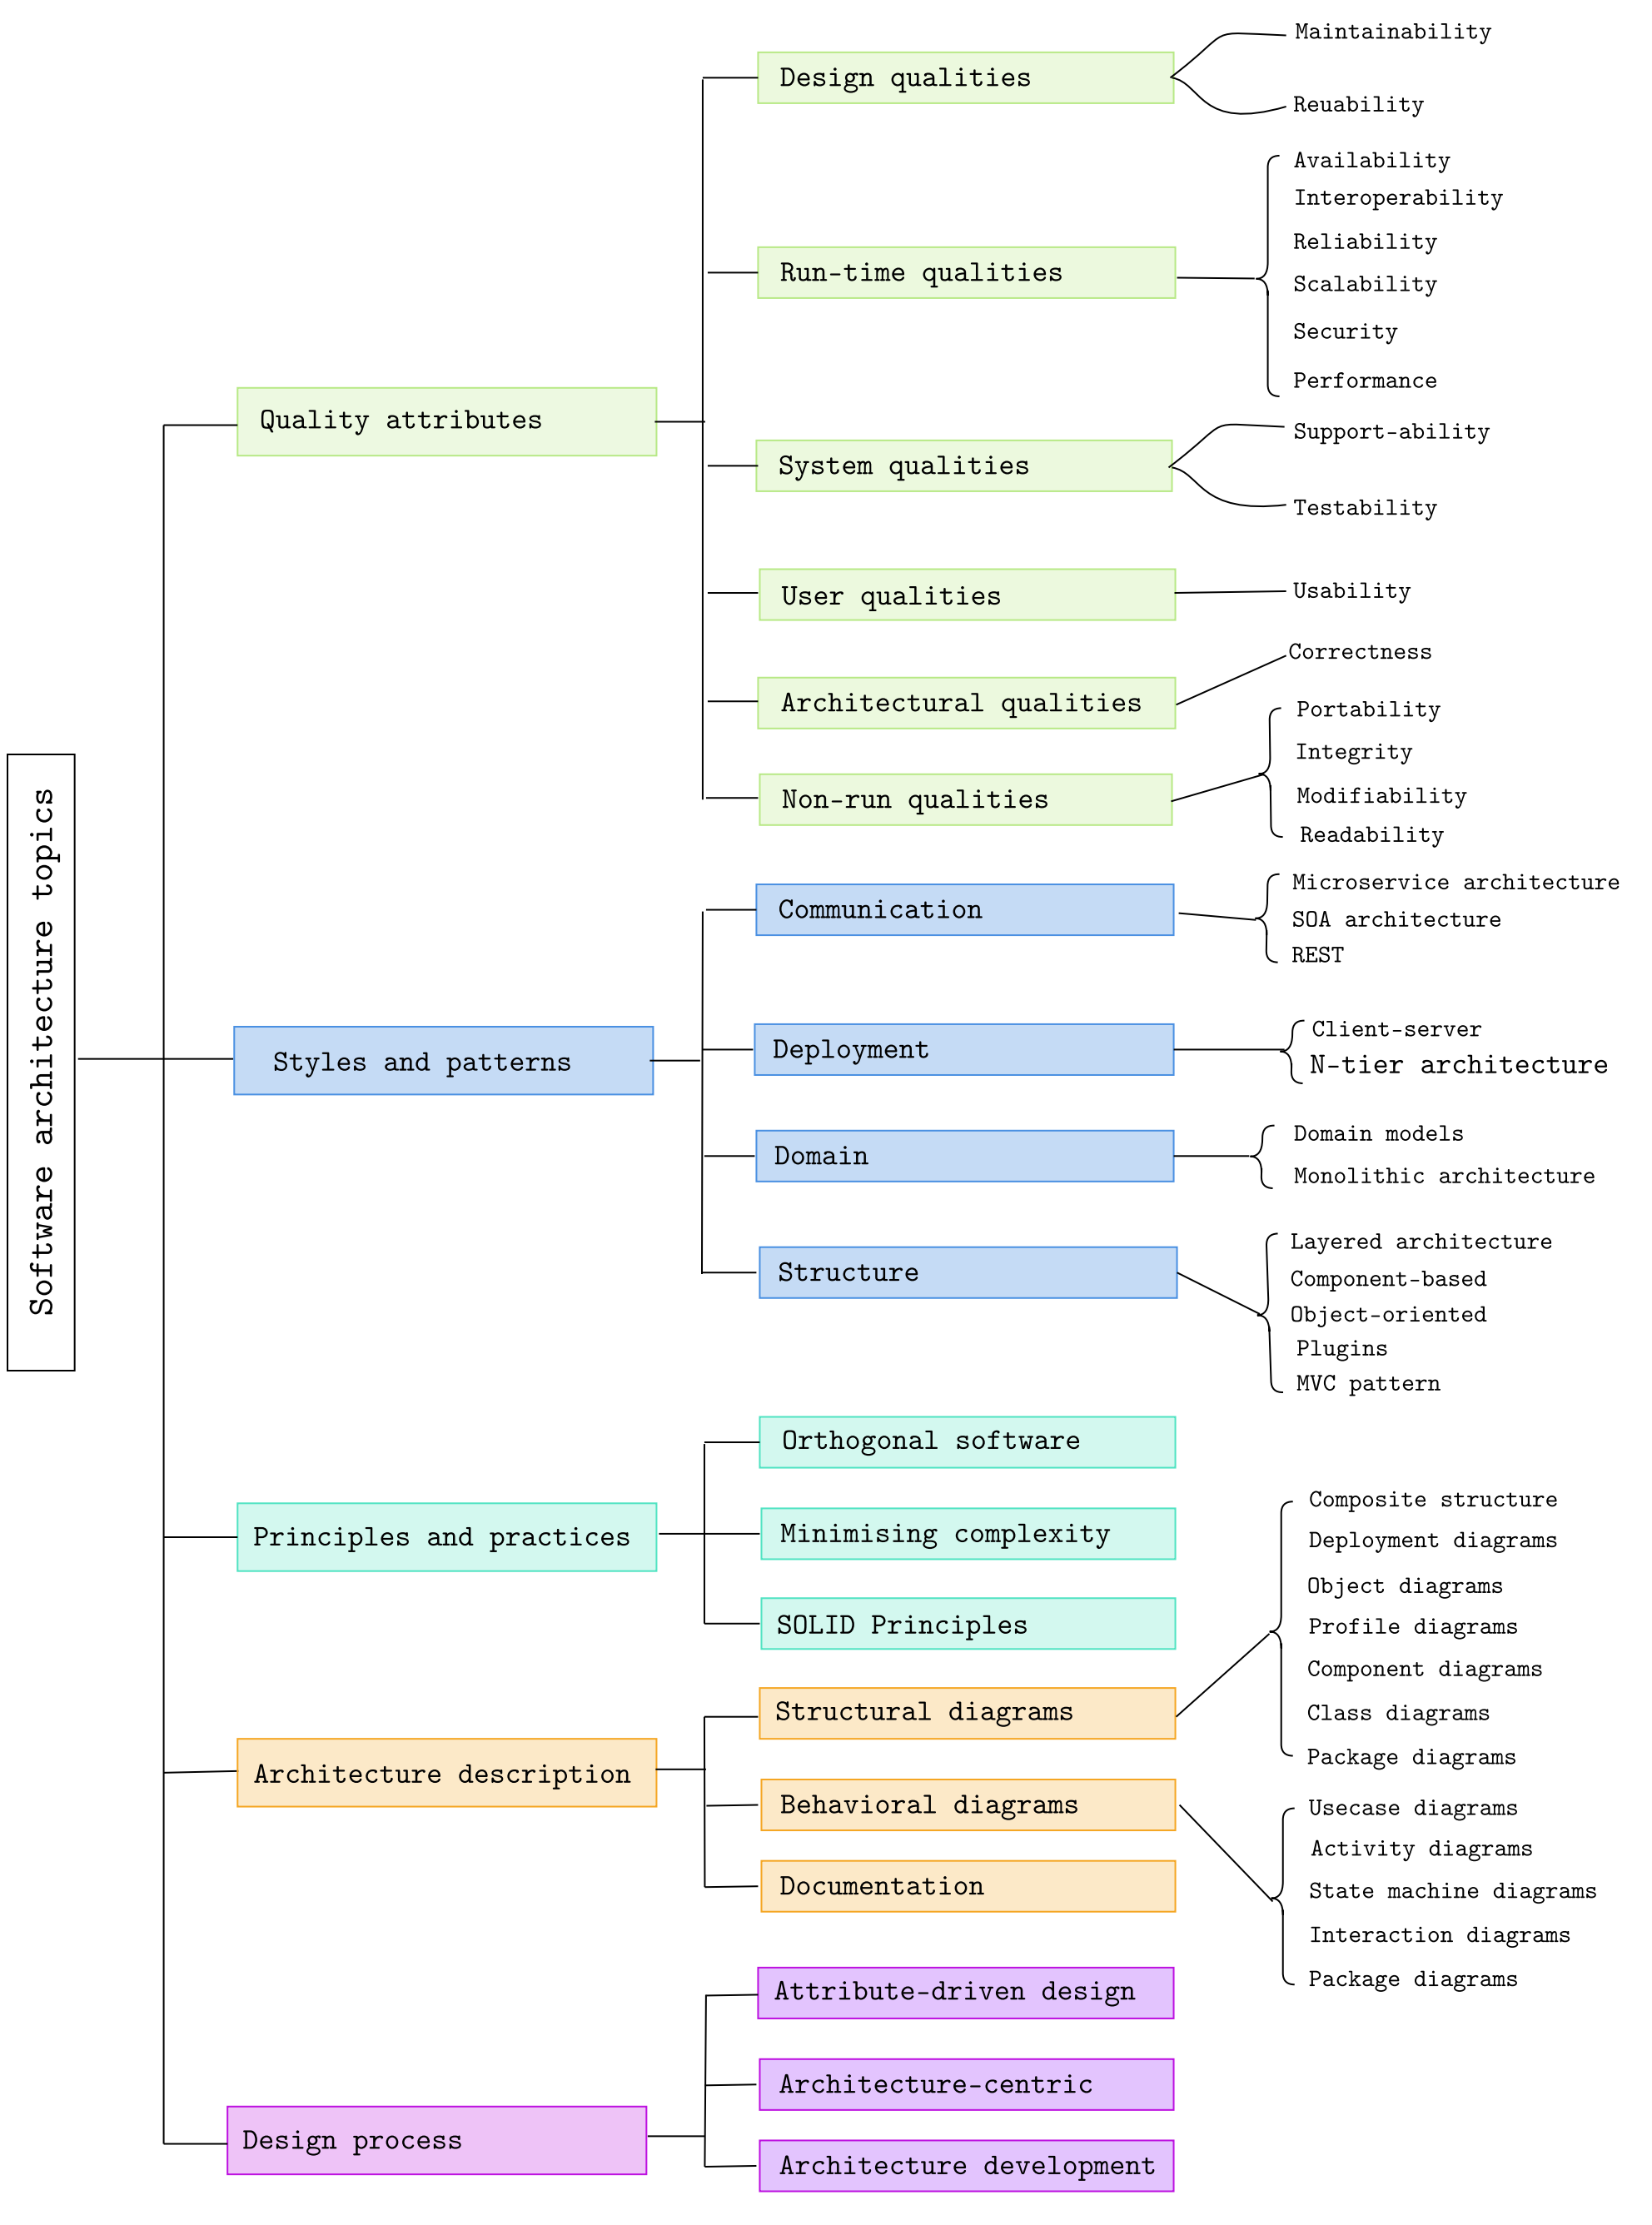 Software architecture topics
Quality attributes
Design qualities
Maintainability
Reuability
Run-time qualities
Availability
Interoperability
Reliability
Scalability
Security
Performance
System qualities
Support-ability
Testability
User qualities
Usability
Architectural qualities
Correctness
Non-run qualities
Portability
Integrity
Modifiability
Readability
Styles and patterns
Communication
Microservice architecture
SOA architecture
REST
Deployment
Client-server
N-tier architecture
Domain
Domain models
Monolithic architecture
Structure
Layered architecture
Component-based
Object-oriented
Plugins
MVC pattern
Principles and practices
Orthogonal software
Minimising complexity
SOLID Principles
Architecture description
Structural diagrams
Composite structure
Deployment diagrams
Object diagrams
Profile diagrams
Component diagrams
Class diagrams
Package diagrams
Behavioral diagrams
Usecase diagrams
Activity diagrams
State machine diagrams
Interaction diagrams
Package diagrams
Documentation
Design process
Attribute-driven design
Architecture-centric
Architecture development